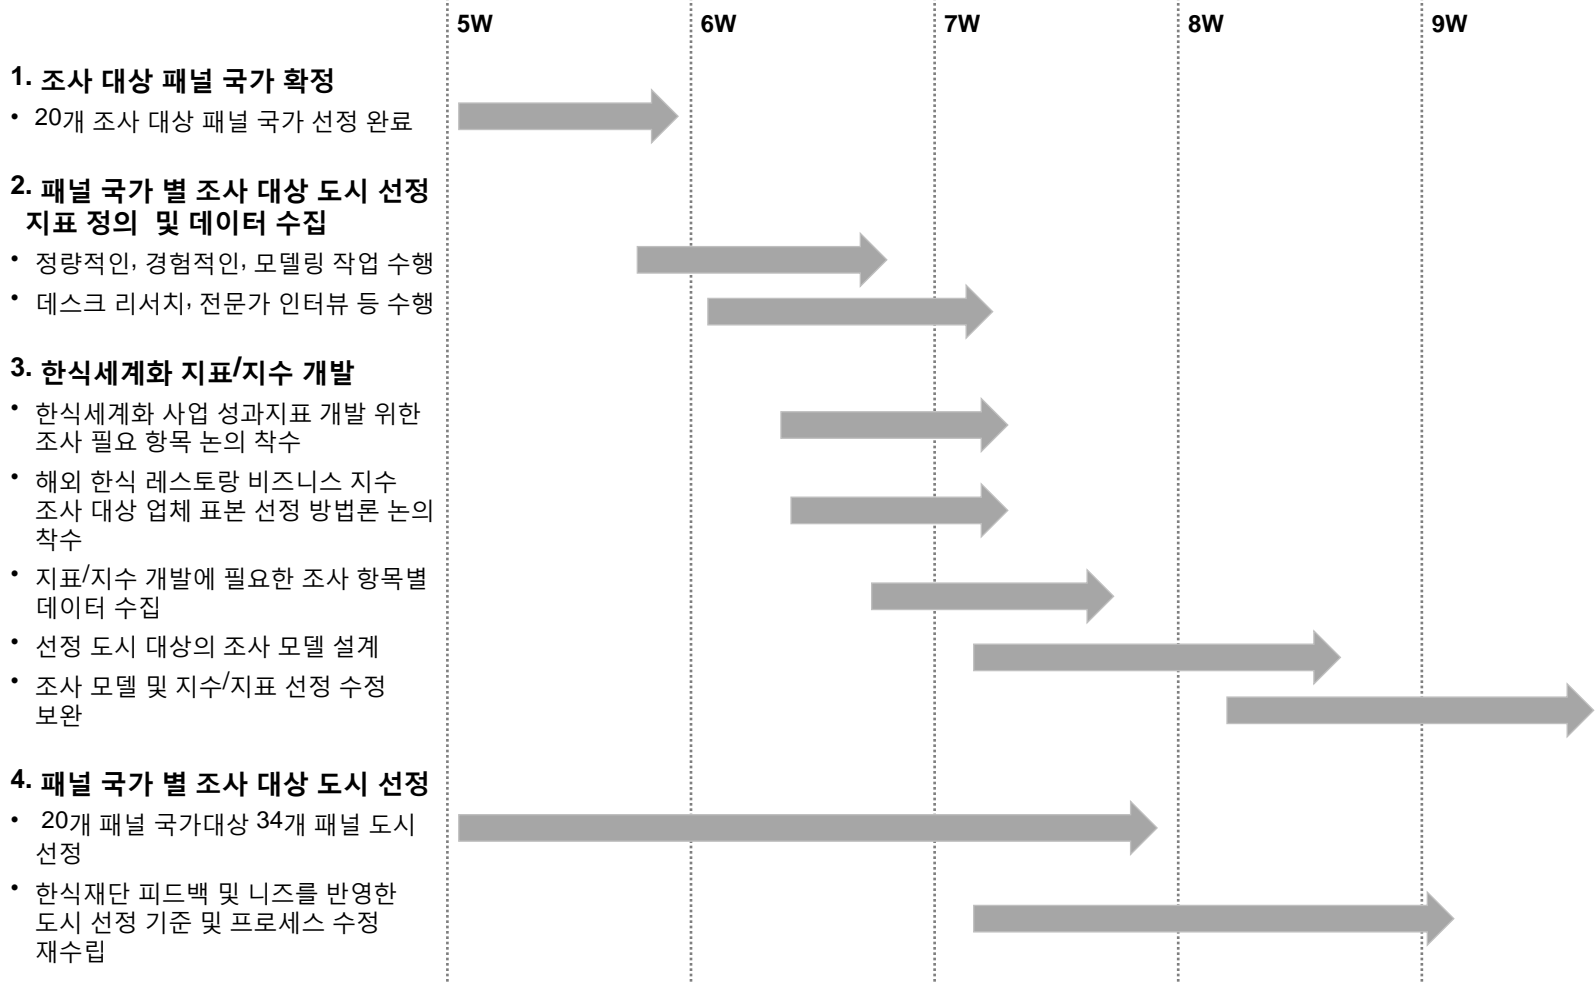 5W 6W 7W 8W 9W
1. 조사 대상 패널 국가 확정
• 20개 조사 대상 패널 국가 선정 완료
2. 패널 국가 별 조사 대상 도시 선정
지표 정의 및 데이터 수집
• 정량적인, 경험적인, 모델링 작업 수행
• 데스크 리서치, 전문가 인터뷰 등 수행
3. 한식세계화 지표/지수 개발
• 한식세계화 사업 성과지표 개발 위한
조사 필요 항목 논의 착수
• 해외 한식 레스토랑 비즈니스 지수
조사 대상 업체 표본 선정 방법론 논의
착수
• 지표/지수 개발에 필요한 조사 항목별
데이터 수집
• 선정 도시 대상의 조사 모델 설계
• 조사 모델 및 지수/지표 선정 수정
보완
4. 패널 국가 별 조사 대상 도시 선정
• 20개 패널 국가대상 34개 패널 도시
선정
• 한식재단 피드백 및 니즈를 반영한
도시 선정 기준 및 프로세스 수정
재수립